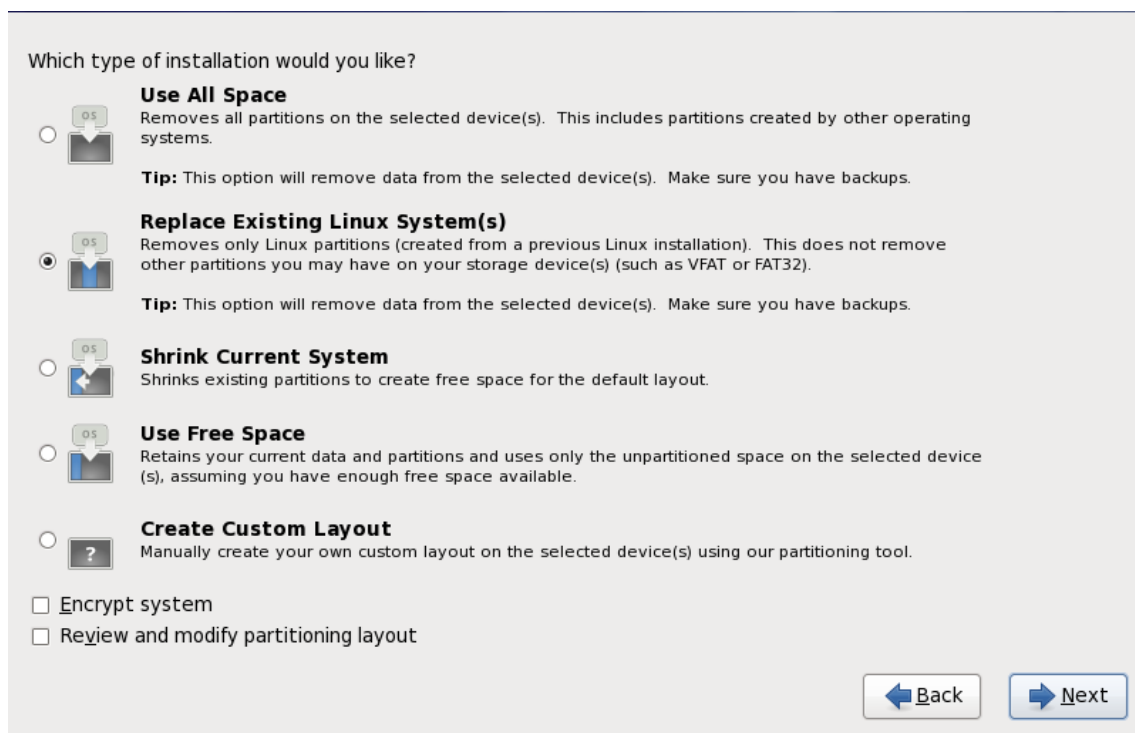 Which type of installation would you like?
Use All Space
OS
Removes all partitions on the selected device(s).  This includes partitions created by other operating
systems.
Tip: This option will remove data from the selected device(s).  Make sure you have backups.
Replace Existing Linux System(s)
OS
Removes only Linux partitions (created from a previous Linux installation).  This does not remove
other partitions you may have on your storage device(s) (such as VFAT or FAT32).
Tip: This option will remove data from the selected device(s).  Make sure you have backups.
OS
Shrink Current System
Shrinks existing partitions to create free space for the default layout.
OS
Use Free Space
Retains your current data and partitions and uses only the unpartitioned space on the selected device
(s), assuming you have enough free space available.
Create Custom Layout
?
Manually create your own custom layout on the selected device(s) using our partitioning tool.
Encrypt system
Review and modify partitioning layout
Back
Next